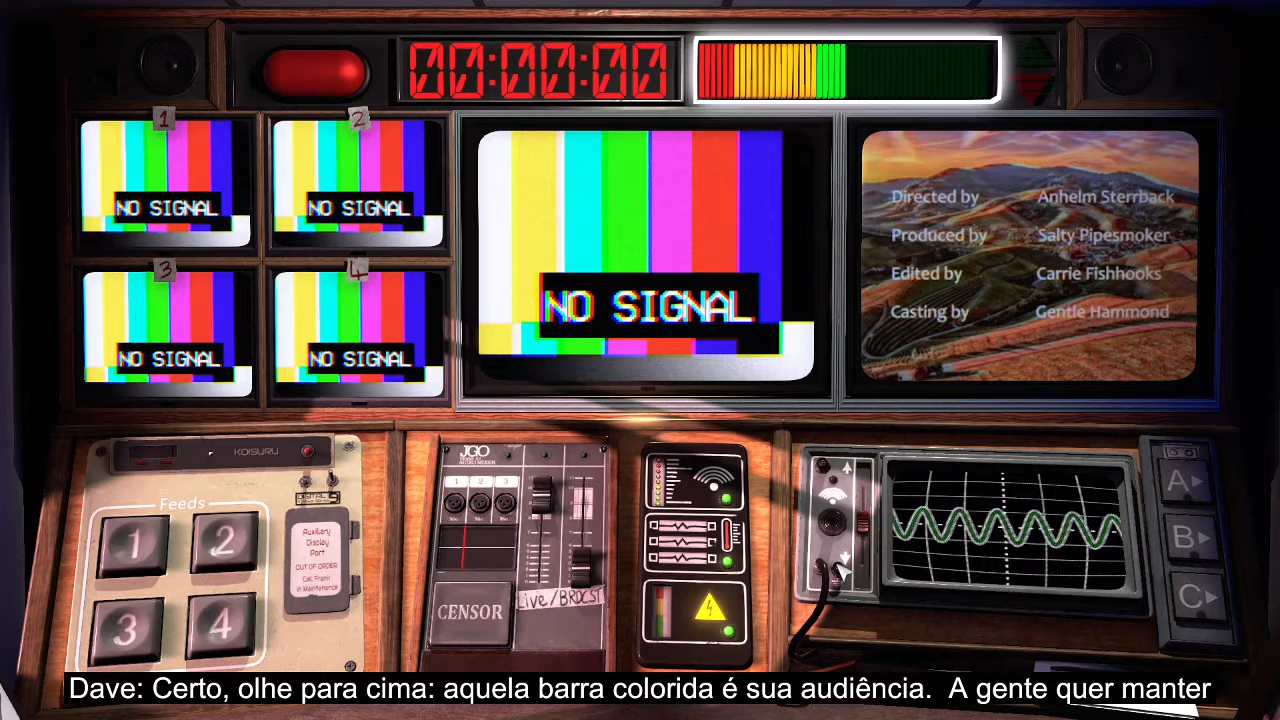 00:00:00
1
2
NO SIGNAL
NO SIGNAL
3
4
NO SIGNAL
NO SIGNAL
NO SIGNAL
Directed by Anhelm Sterrback
Produced by Salty Pipesmoker
Edited by Carrie Fishhooks
Casting by Gentle Hammond
KOISURU
Feeds
1
2
3
4
Auxiliary
Display
Port
OUT OF ORDER
Call Frank
in Maintenance
JGO
AUDIO MIXER
1 2 3
CENSOR
Live/BRDCST
A
B
C
Dave: Certo, olhe para cima: aquela barra colorida é sua audiência. A gente quer manter